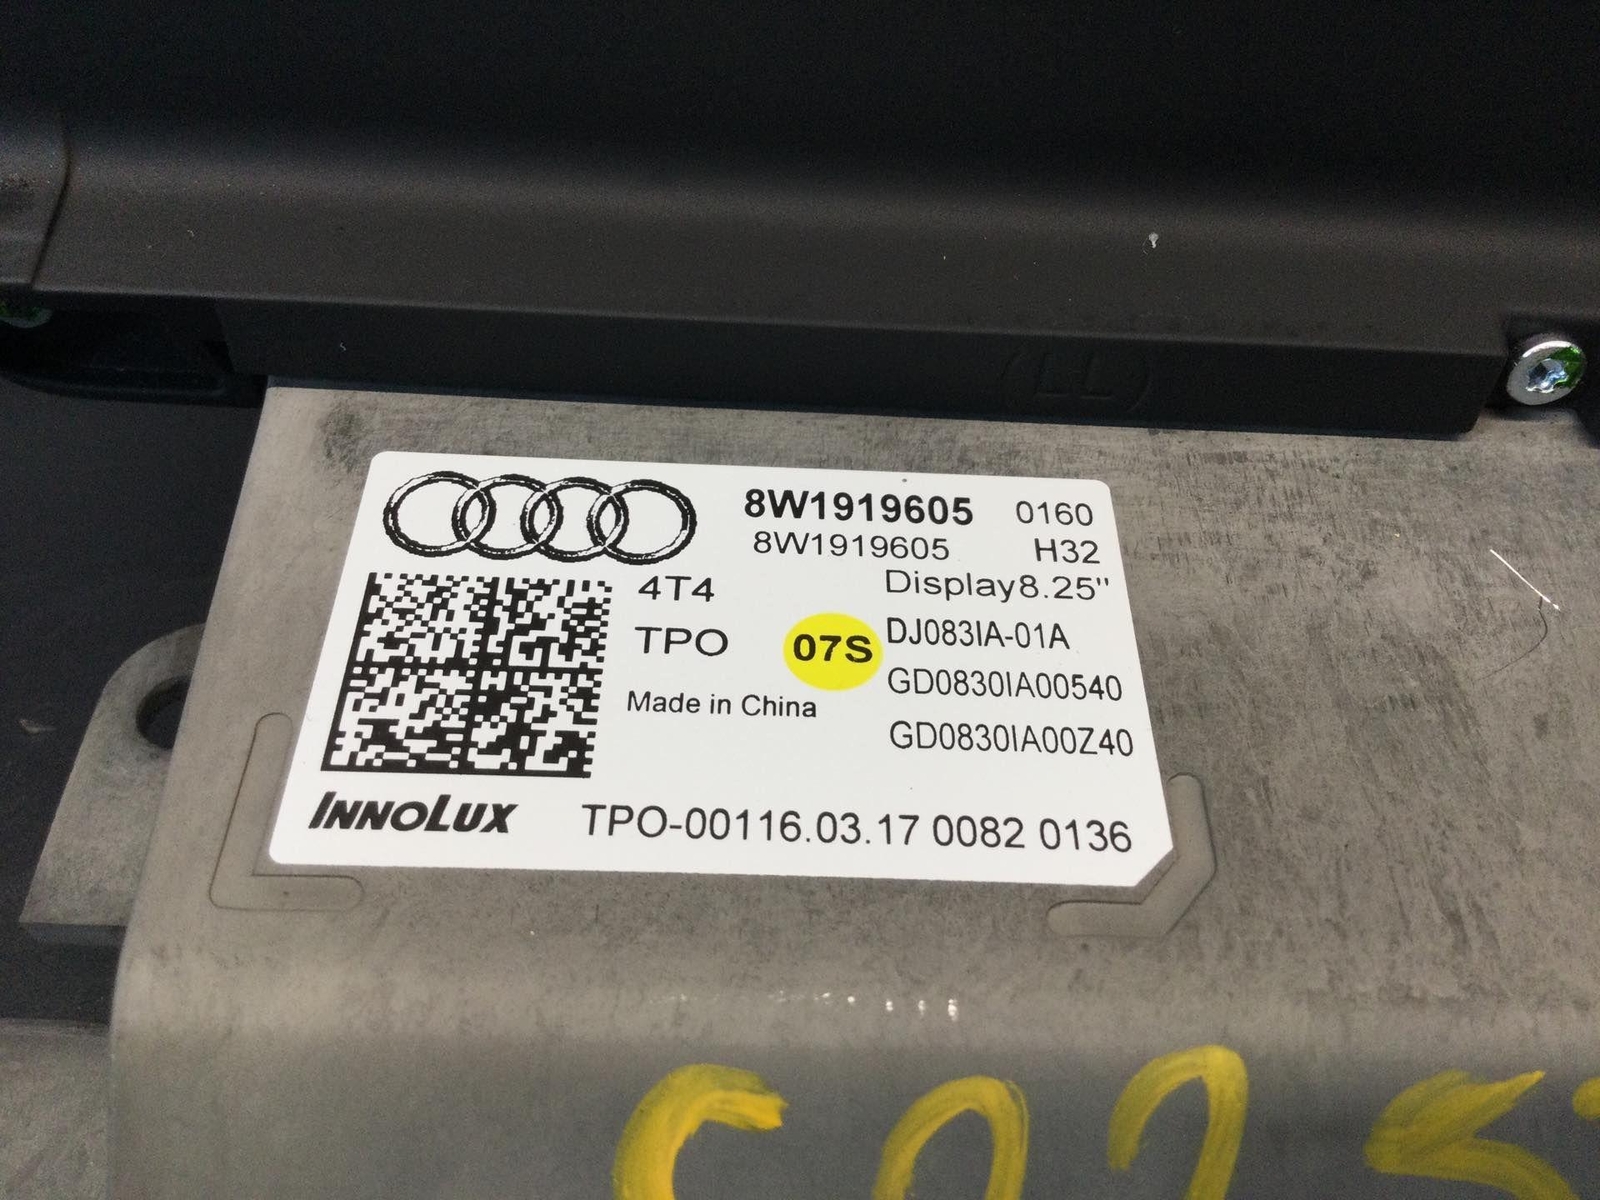 8W1919605 0160
8W1919605 H32
4T4 Display8.25"
TPO 07S DJ083IA-01A
GD0830IA00540
Made in China
GD0830IA00Z40
INNOLUX TPO-00116.03.17 0082 0136